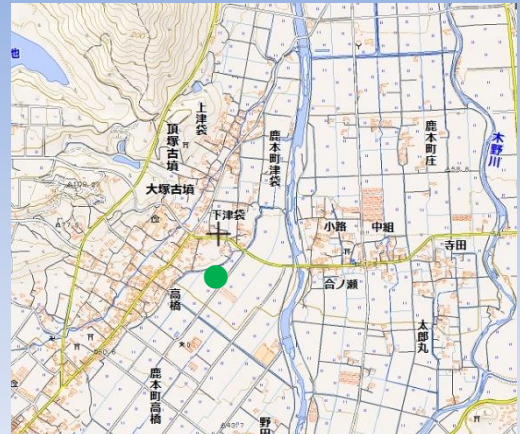 池
上津袋
頂塚古墳
大塚古墳
鹿本町津袋
鹿本町庄
木野川
下津袋
小路
中組
寺田
合ノ瀬
高橋
太郎丸
鹿本町高橋
野田